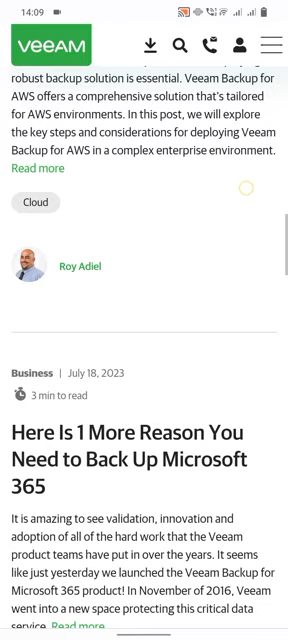 14:09
veeam
robust backup solution is essential. Veeam Backup for
AWS offers a comprehensive solution that's tailored
for AWS environments. In this post, we will explore
the key steps and considerations for deploying Veeam
Backup for AWS in a complex enterprise environment.
Read more
Cloud
Roy Adiel
Business | July 18, 2023
3 min to read
Here Is 1 More Reason You
Need to Back Up Microsoft
365
It is amazing to see validation, innovation and
adoption of all of the hard work that the Veeam
product teams have put in over the years. It seems
like just yesterday we launched the Veeam Backup for
Microsoft 365 product! In November of 2016, Veeam
went into a new space protecting this critical data
service. Read more